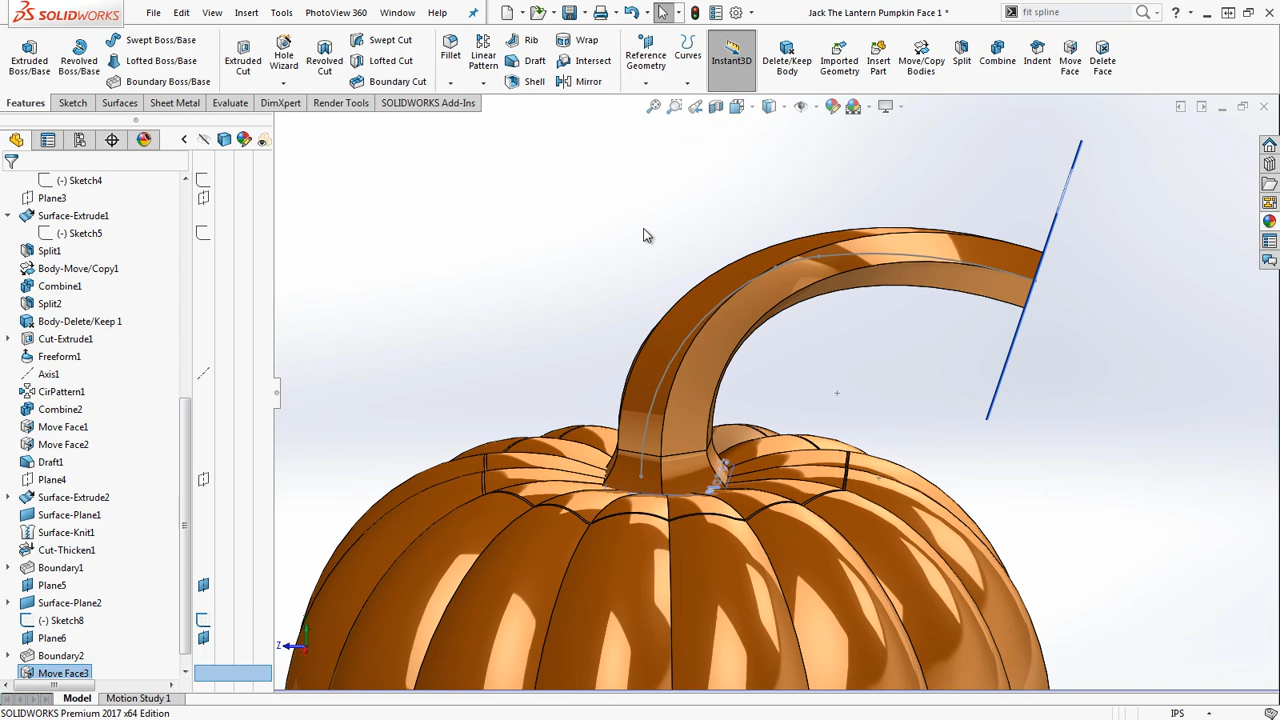 SOLIDWORKS File Edit View Insert Tools PhotoView 360 Window Help Jack The Lantern Pumpkin Face 1 * fit spline ?
Extruded Boss/Base Revolved Boss/Base Swept Boss/Base Lofted Boss/Base Boundary Boss/Base Extruded Cut Hole Wizard Revolved Cut Swept Cut Lofted Cut Boundary Cut Fillet Linear Pattern Rib Draft Shell Wrap Intersect Mirror Reference Geometry Curves Instant3D Delete/Keep Body Imported Geometry Insert Part Move/Copy Bodies Split Combine Indent Move Face Delete Face
Features Sketch Surfaces Sheet Metal Evaluate DimXpert Render Tools SOLIDWORKS Add-Ins
(-) Sketch4
Plane3
Surface-Extrude1
(-) Sketch5
Split1
Body-Move/Copy1
Combine1
Split2
Body-Delete/Keep 1
Cut-Extrude1
Freeform1
Axis1
CirPattern1
Combine2
Move Face1
Move Face2
Draft1
Plane4
Surface-Extrude2
Surface-Plane1
Surface-Knit1
Cut-Thicken1
Boundary1
Plane5
Surface-Plane2
(-) Sketch8
Plane6
Z
Boundary2
Move Face3
Model Motion Study 1
SOLIDWORKS Premium 2017 x64 Edition IPS